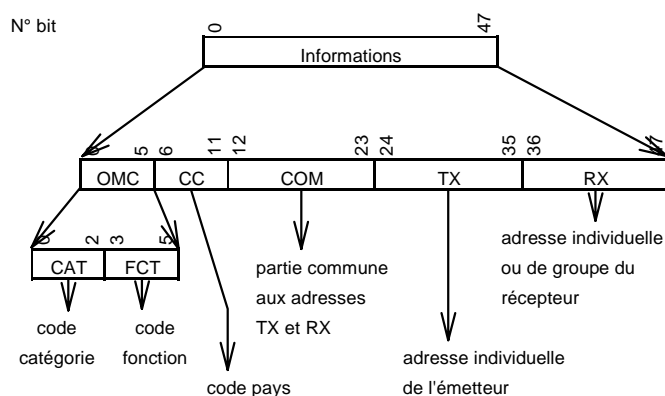 N° bit
0
47
Informations
0
5
6
11
12
23
24
35
36
47
OMC
CC
COM
TX
RX
0
2
3
5
CAT
FCT
adresse individuelle
ou de groupe du
récepteur
partie commune
aux adresses
TX et RX
code
catégorie
code
fonction
adresse individuelle
de l'émetteur
code pays